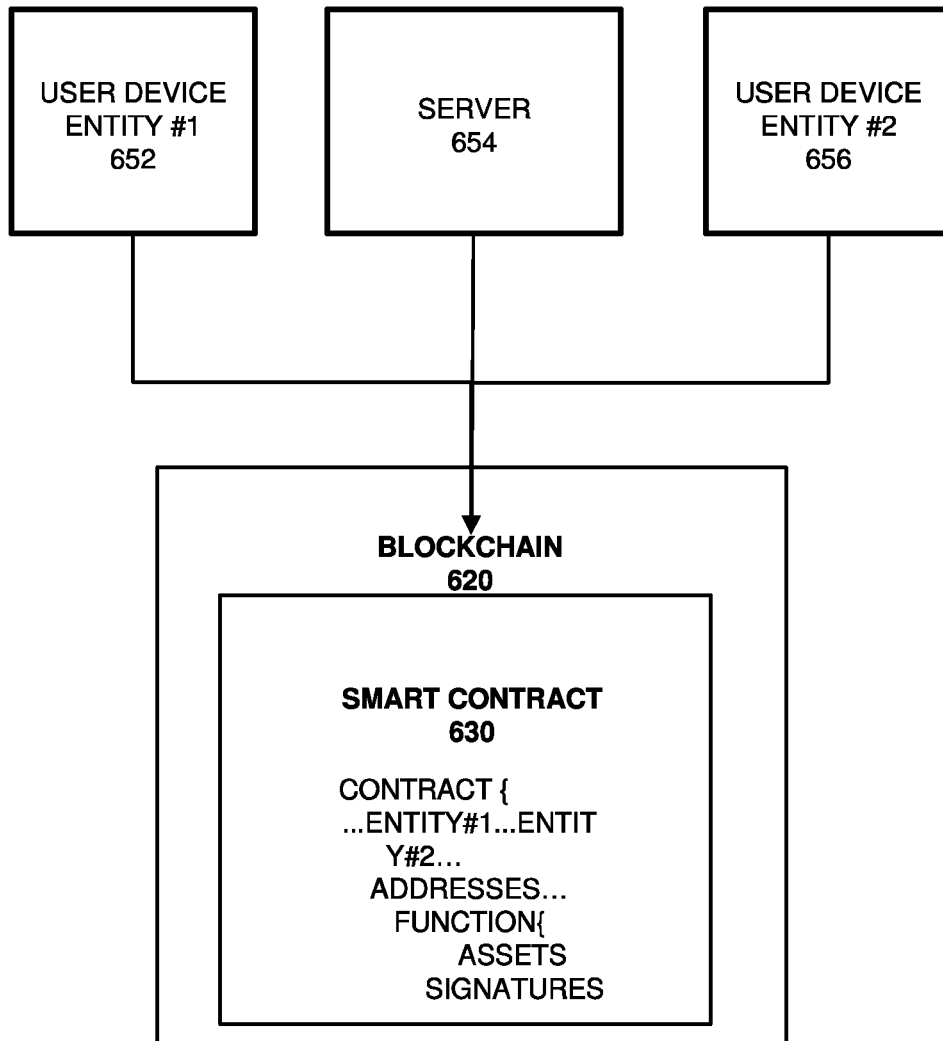 USER DEVICE
ENTITY #1
652
SERVER
654
USER DEVICE
ENTITY #2
656
BLOCKCHAIN
620
SMART CONTRACT
630
CONTRACT {
...ENTITY#1...ENTIT
Y#2...
ADDRESSES...
FUNCTION{
ASSETS
SIGNATURES